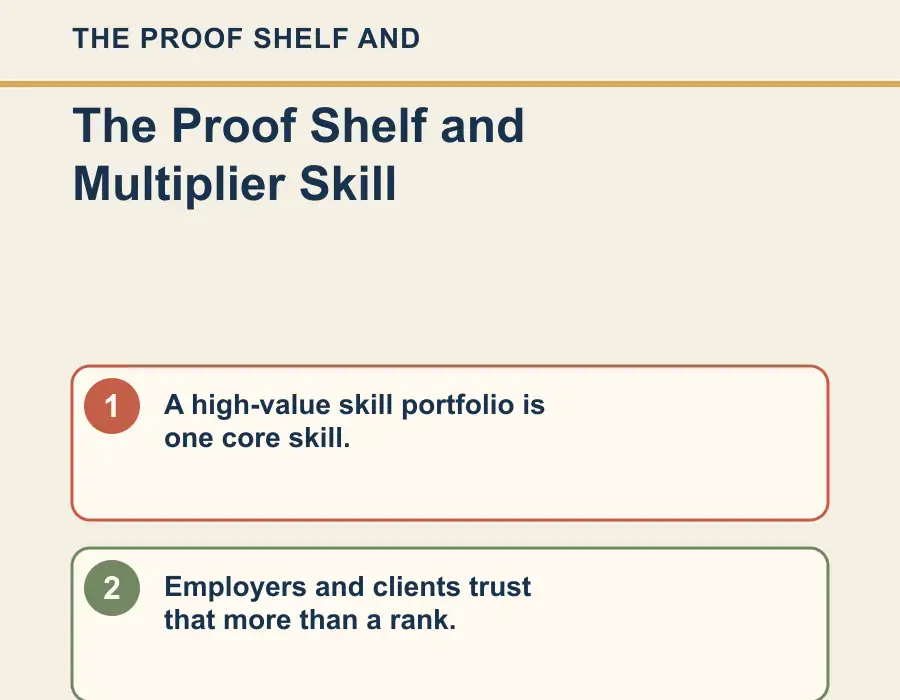 THE PROOF SHELF AND
The Proof Shelf and
Multiplier Skill
1
A high-value skill portfolio is
one core skill.
2
Employers and clients trust
that more than a rank.